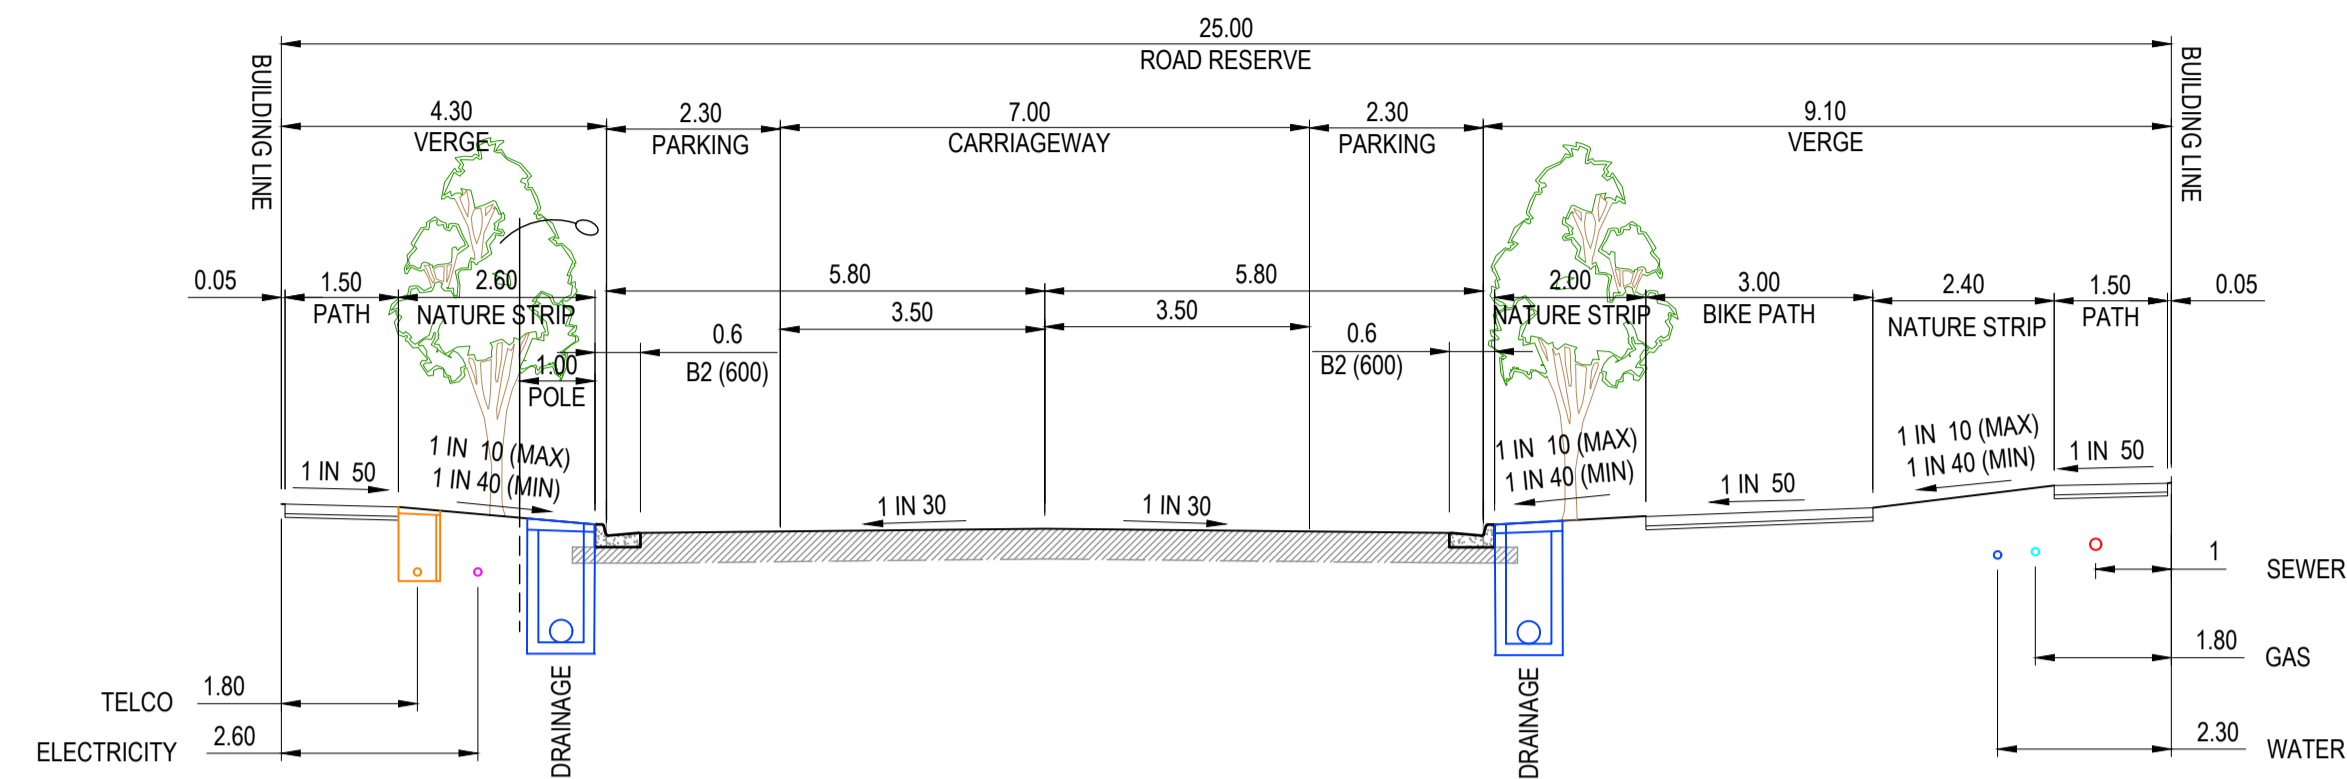 25.00
ROAD RESERVE
BUILDING LINE
BUILDING LINE
4.30
VERGE
2.30
PARKING
7.00
CARRIAGEWAY
2.30
PARKING
9.10
VERGE
0.05
1.50
PATH
2.60
NATURE STRIP
5.80
5.80
3.50
3.50
2.00
NATURE STRIP
3.00
BIKE PATH
2.40
NATURE STRIP
1.50
PATH
0.05
0.6
B2 (600)
0.6
B2 (600)
1.00
POLE
1 IN 50
1 IN 10 (MAX)
1 IN 40 (MIN)
1 IN 30
1 IN 30
1 IN 10 (MAX)
1 IN 40 (MIN)
1 IN 50
1 IN 10 (MAX)
1 IN 40 (MIN)
1 IN 50
1
SEWER
1.80
GAS
2.30
WATER
TELCO
1.80
ELECTRICITY
2.60
DRAINAGE
DRAINAGE